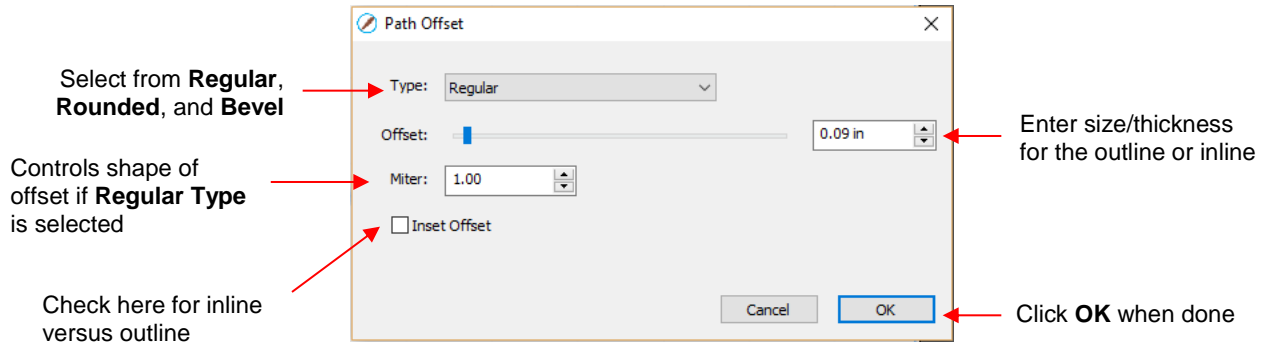 Path Offset
Select from Regular,
Rounded, and Bevel
Type: Regular
Offset: 0.09 in
Enter size/thickness
for the outline or inline
Controls shape of
offset if Regular Type
is selected
Miter: 1.00
Inset Offset
Check here for inline
versus outline
Cancel OK
Click OK when done